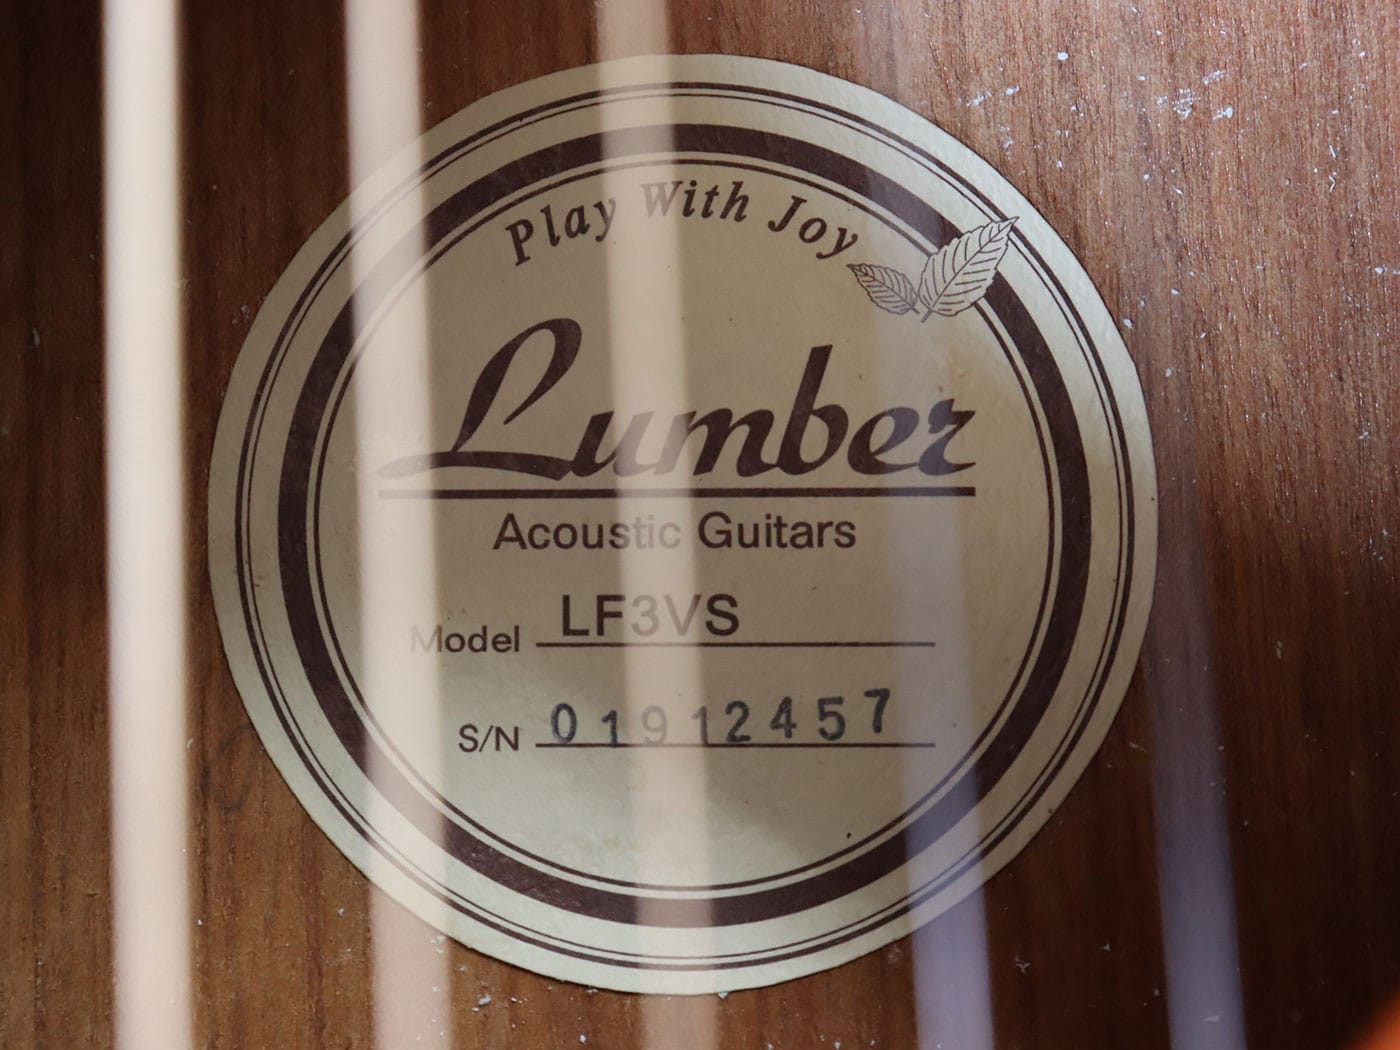 Play With Joy
Lumber
Acoustic Guitars
Model LF3VS
S/N 01912457